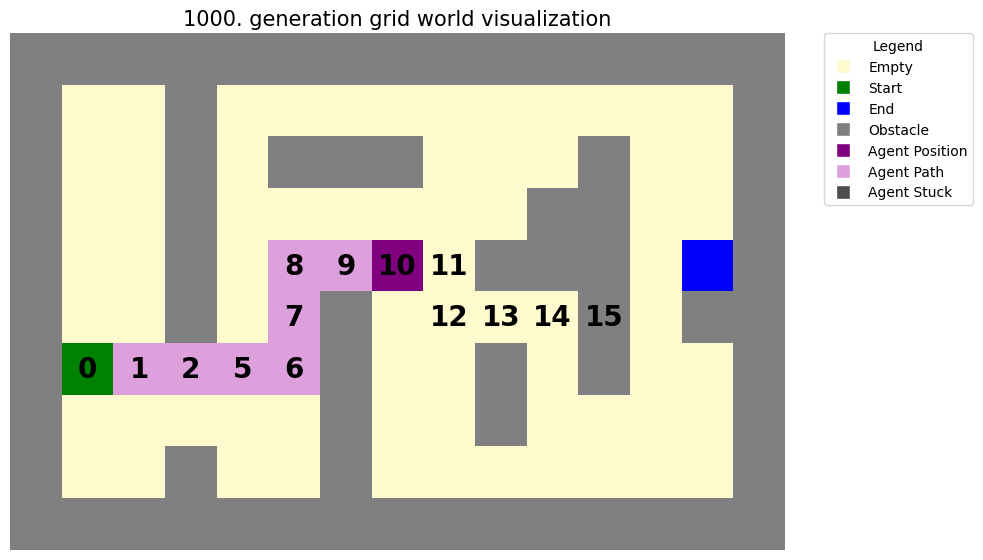 1000. generation grid world visualization
Legend
Empty
Start
End
Obstacle
Agent Position
Agent Path
Agent Stuck
8 9 10 11
7 12 13 14 15
0 1 2 5 6